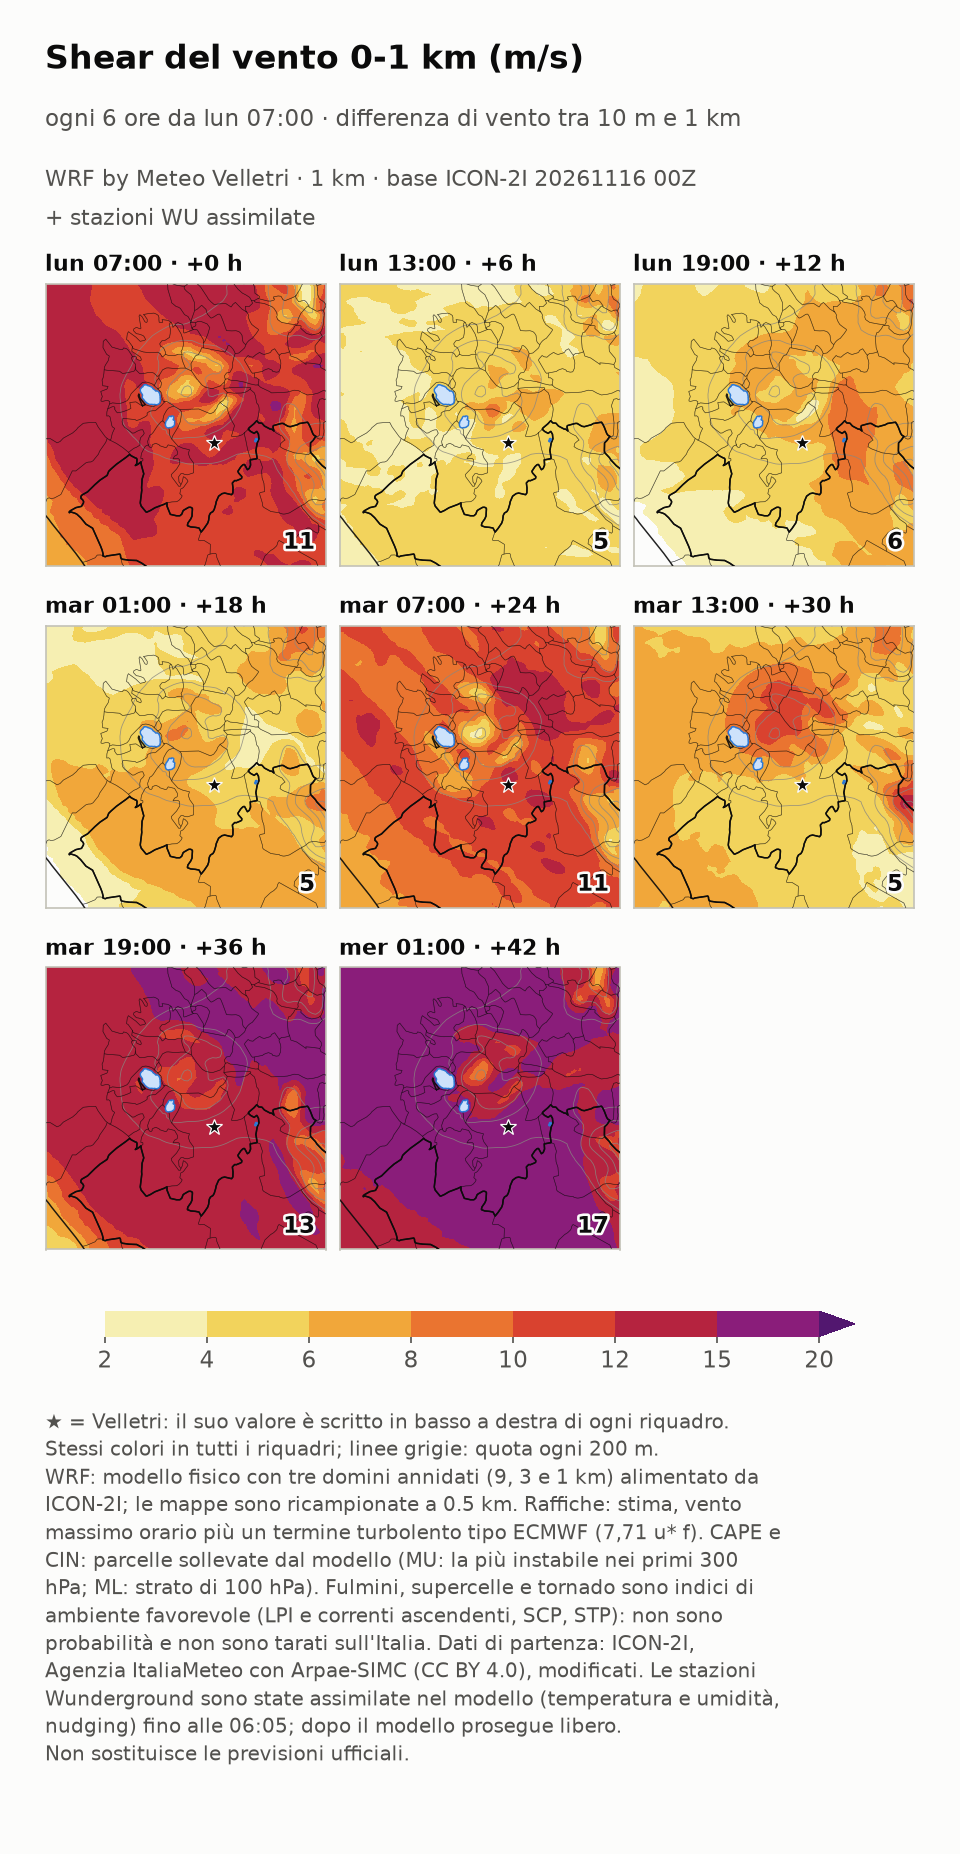 Shear del vento 0-1 km (m/s)
ogni 6 ore da lun 07:00 · differenza di vento tra 10 m e 1 km
WRF by Meteo Velletri · 1 km · base ICON-2I 20261116 00Z
+ stazioni WU assimilate
lun 07:00 · +0 h
lun 13:00 · +6 h
lun 19:00 · +12 h
11
5
6
mar 01:00 · +18 h
mar 07:00 · +24 h
mar 13:00 · +30 h
5
11
5
mar 19:00 · +36 h
mer 01:00 · +42 h
13
17
2 4 6 8 10 12 15 20
★ = Velletri: il suo valore è scritto in basso a destra di ogni riquadro.
Stessi colori in tutti i riquadri; linee grigie: quota ogni 200 m.
WRF: modello fisico con tre domini annidati (9, 3 e 1 km) alimentato da
ICON-2I; le mappe sono ricampionate a 0.5 km. Raffiche: stima, vento
massimo orario più un termine turbolento tipo ECMWF (7,71 u* f). CAPE e
CIN: parcelle sollevate dal modello (MU: la più instabile nei primi 300
hPa; ML: strato di 100 hPa). Fulmini, supercelle e tornado sono indici di
ambiente favorevole (LPI e correnti ascendenti, SCP, STP): non sono
probabilità e non sono tarati sull'Italia. Dati di partenza: ICON-2I,
Agenzia ItaliaMeteo con Arpae-SIMC (CC BY 4.0), modificati. Le stazioni
Wunderground sono state assimilate nel modello (temperatura e umidità,
nudging) fino alle 06:05; dopo il modello prosegue libero.
Non sostituisce le previsioni ufficiali.